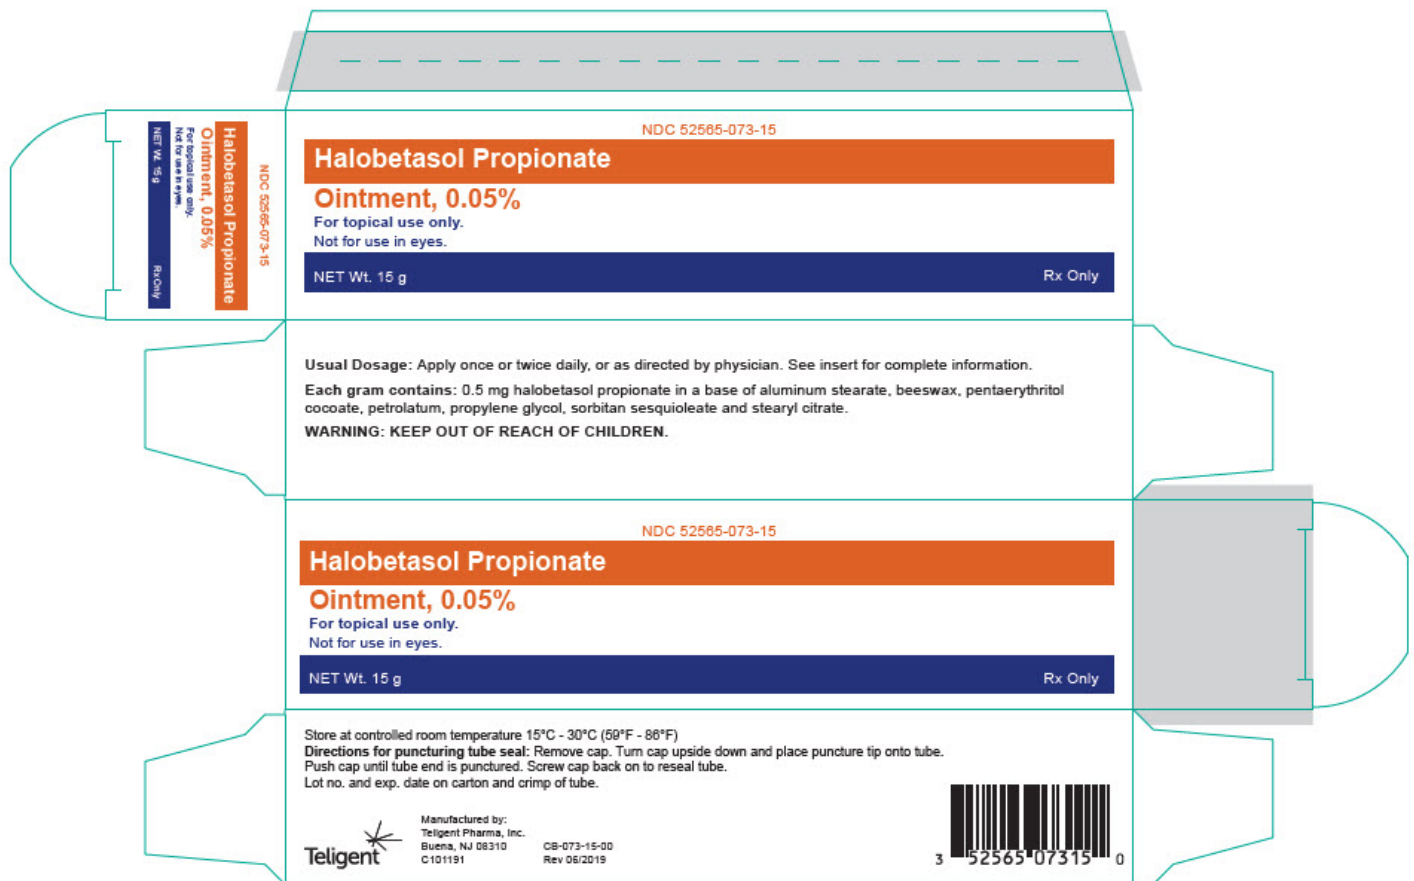 NDC 52565-073-15
Halobetasol Propionate
Ointment, 0.05%
For topical use only.
Not for use in eyes.
NET Wt. 15 g Rx Only
NDC 52565-073-15
Halobetasol Propionate
Ointment, 0.05%
For topical use only.
Not for use in eyes.
NET Wt. 15 g Rx Only
Usual Dosage: Apply once or twice daily, or as directed by physician. See insert for complete information.
Each gram contains: 0.5 mg halobetasol propionate in a base of aluminum stearate, beeswax, pentaerythritol
cocoate, petrolatum, propylene glycol, sorbitan sesquioleate and stearyl citrate.
WARNING: KEEP OUT OF REACH OF CHILDREN.
NDC 52565-073-15
Halobetasol Propionate
Ointment, 0.05%
For topical use only.
Not for use in eyes.
NET Wt. 15 g Rx Only
Store at controlled room temperature 15°C - 30°C (59°F - 86°F)
Directions for puncturing tube seal: Remove cap. Turn cap upside down and place puncture tip onto tube.
Push cap until tube end is punctured. Screw cap back on to reseal tube.
Lot no. and exp. date on carton and crimp of tube.
Teligent
Manufactured by:
Teligent Pharma, Inc.
Buena, NJ 08310 CB-073-15-00
C101191 Rev 06/2019
3 52565 07315 0